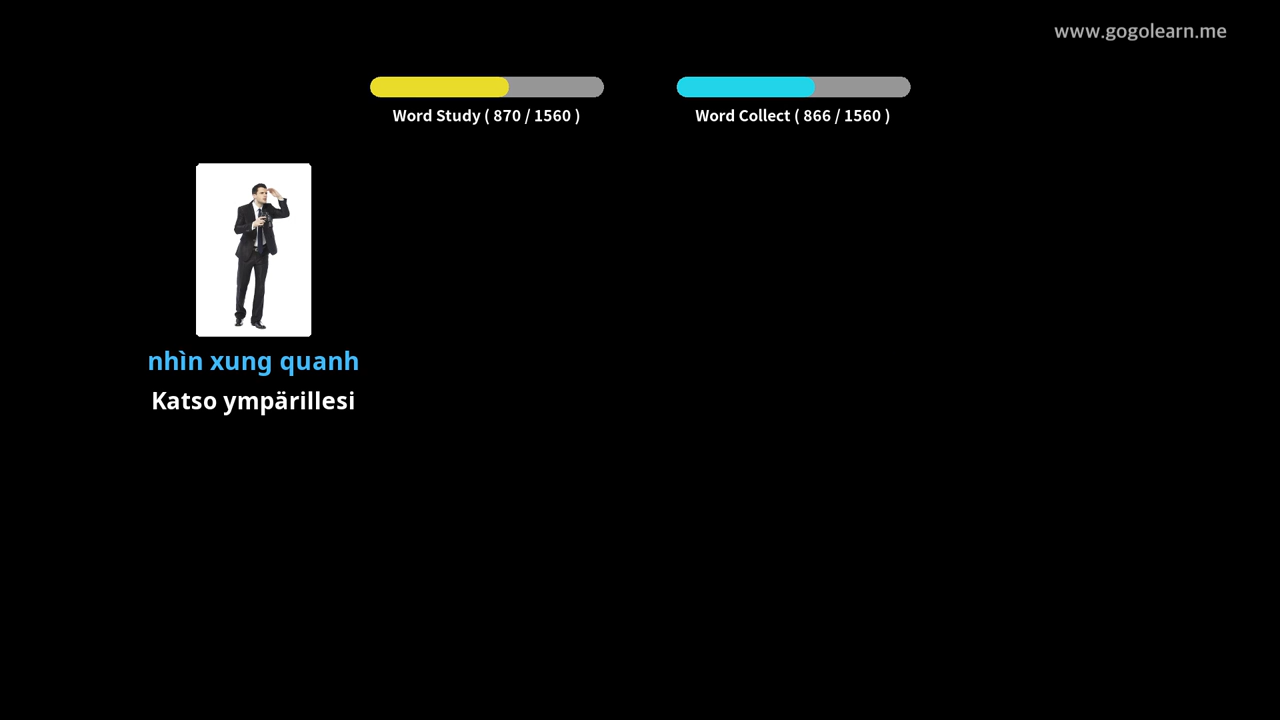 www.gogolearn.me
Word Study ( 870 / 1560 )
Word Collect ( 866 / 1560 )
nhìn xung quanh
Katso ympärillesi